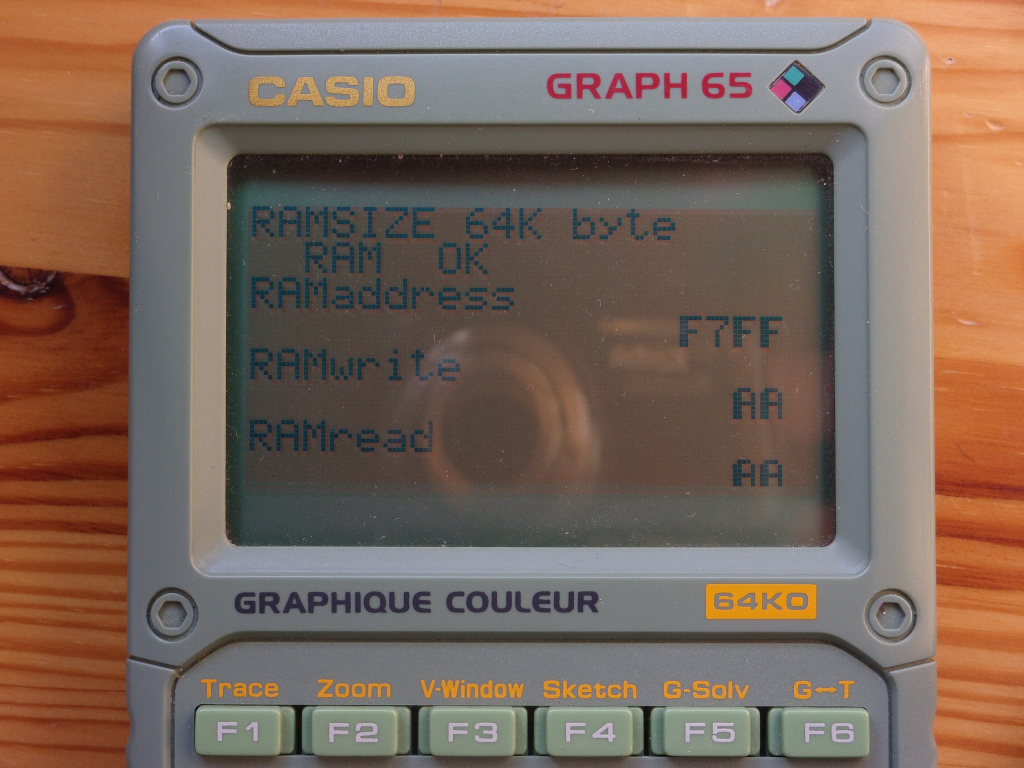 CASIO GRAPH 65
RAMSIZE 64K byte
RAM OK
RAMaddress
F7FF
RAMwrite
AA
RAMread
AA
GRAPHIQUE COULEUR 64KO
Trace Zoom V-Window Sketch G-Solv G↔T
F1 F2 F3 F4 F5 F6